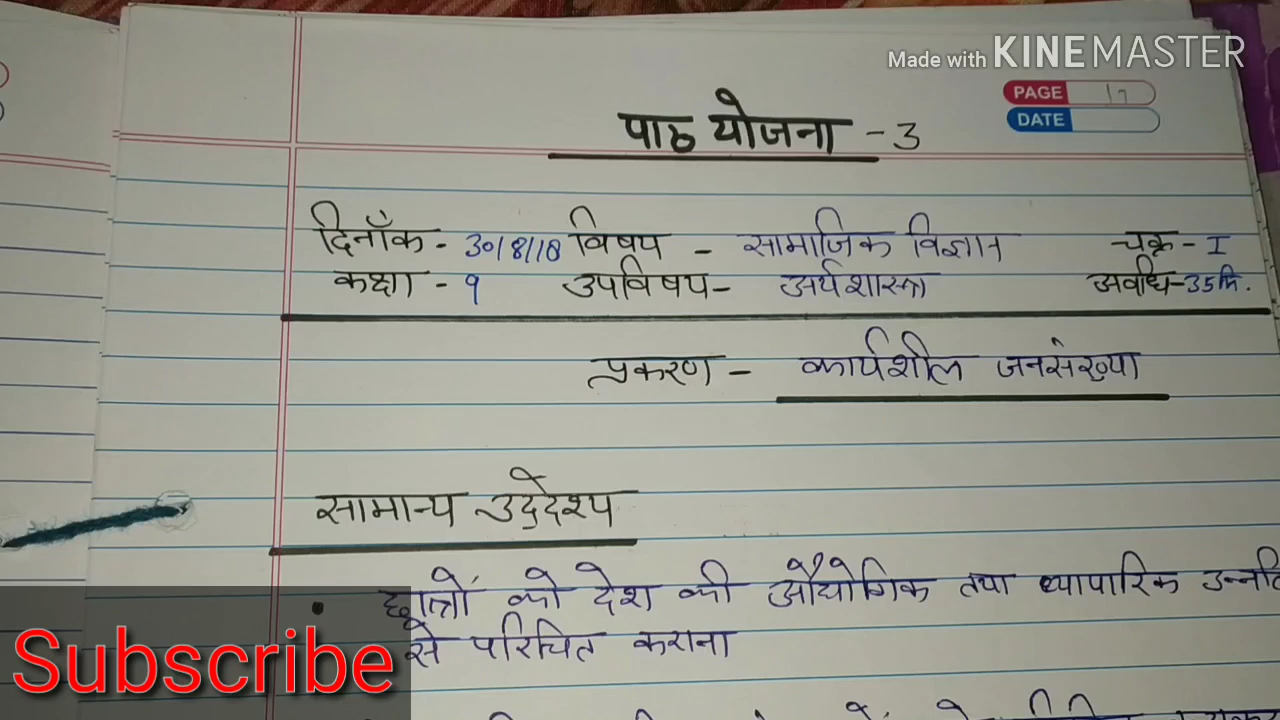 Made with KINEMASTER
PAGE 17
DATE
पाठ योजना - 3
दिनाँक - 30/8/18 विषय - सामाजिक विज्ञान चक्र - I
कक्षा - 9 उपविषय - अर्थशास्त्र अवधि - 35 मि.
प्रकरण - कार्यशील जनसंख्या
सामान्य उद्देश्य
• छात्रों को देश की औद्योगिक तथा व्यापारिक उन्नति
से परिचित कराना
Subscribe